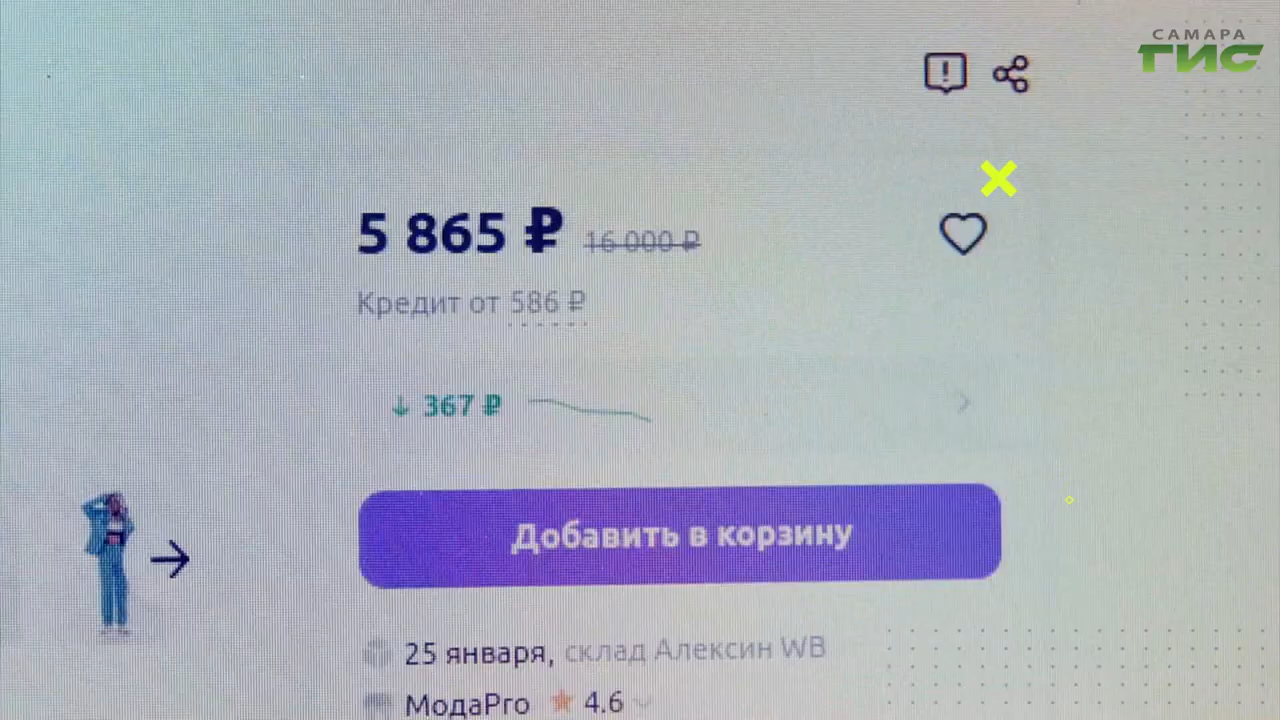 САМАРА
ГИС
5 865 ₽ 16 000 ₽
Кредит от 586 ₽
↓ 367 ₽
Добавить в корзину
25 января, склад Алексин WB
МодаPro 4.6